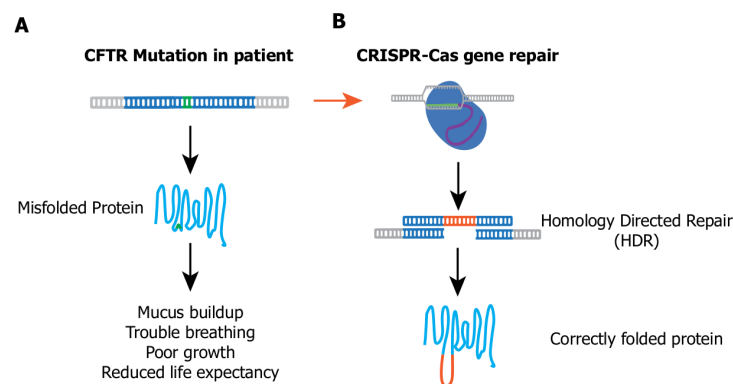 A
CFTR Mutation in patient
Misfolded Protein
Mucus buildup
Trouble breathing
Poor growth
Reduced life expectancy
B
CRISPR-Cas gene repair
Homology Directed Repair
(HDR)
Correctly folded protein